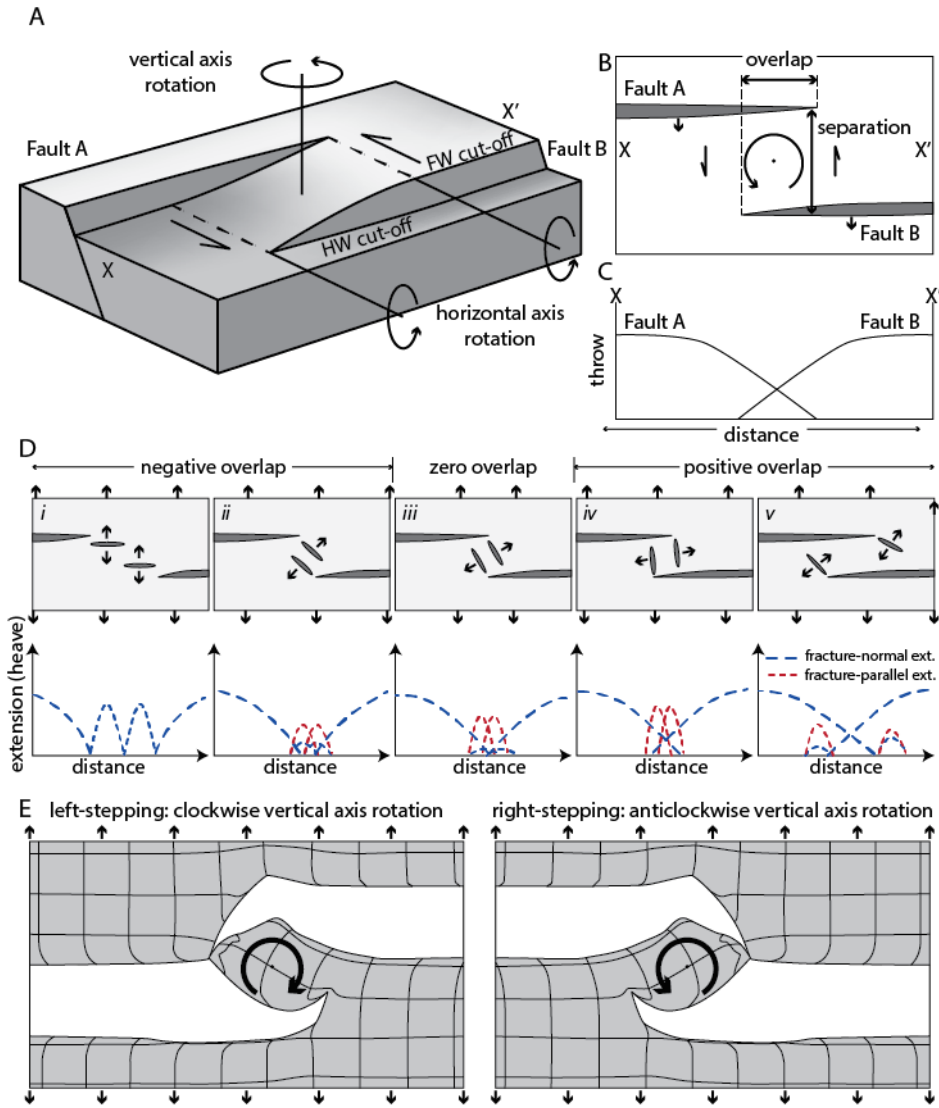 A
vertical axis
rotation
X'
Fault A
FW cut-off
Fault B
HW cut-off
X
horizontal axis
rotation
B
overlap
Fault A
separation
X
X'
Fault B
C
X
X'
Fault A
Fault B
throw
distance
D
negative overlap
zero overlap
positive overlap
i
ii
iii
iv
v
extension (heave)
fracture-normal ext.
fracture-parallel ext.
distance
distance
distance
distance
distance
E
left-stepping: clockwise vertical axis rotation
right-stepping: anticlockwise vertical axis rotation